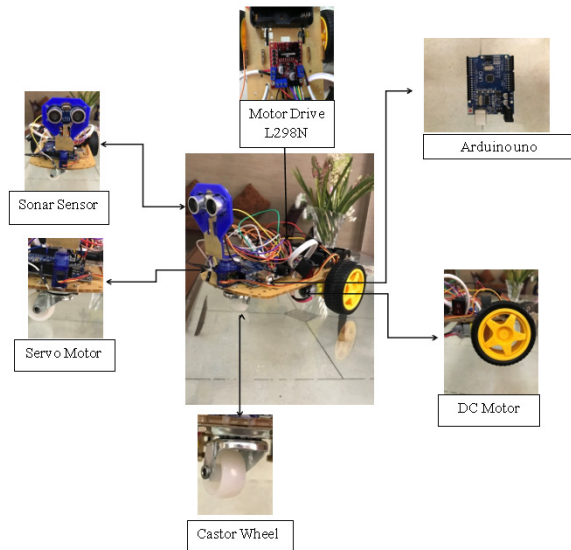 Motor Drive
L298N
Arduino uno
Sonar Sensor
Servo Motor
DC Motor
Castor Wheel